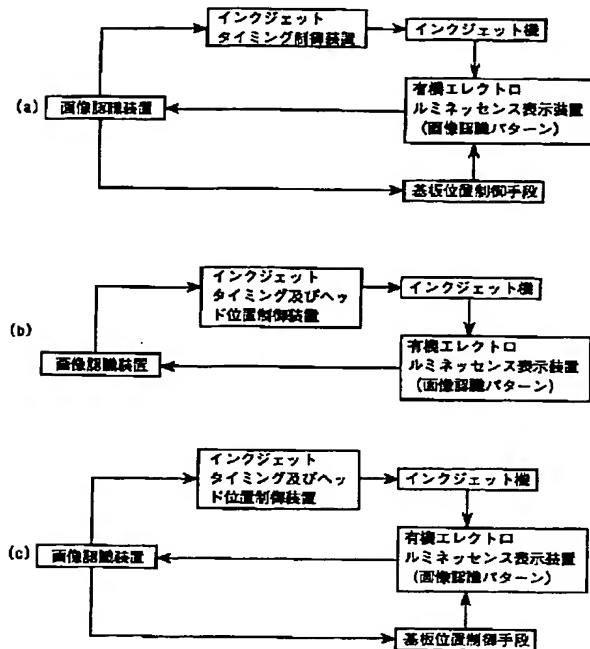 インクジェット
タイミング制御装置
インクジェット機
(a)
画像認識装置
有機エレクトロ
ルミネッセンス表示装置
(画像認識パターン)
基板位置制御手段
インクジェット
タイミング及びヘッ
ド位置制御装置
インクジェット機
(b)
画像認識装置
有機エレクトロ
ルミネッセンス表示装置
(画像認識パターン)
インクジェット
タイミング及びヘッ
ド位置制御装置
インクジェット機
(c)
画像認識装置
有機エレクトロ
ルミネッセンス表示装置
(画像認識パターン)
基板位置制御手段